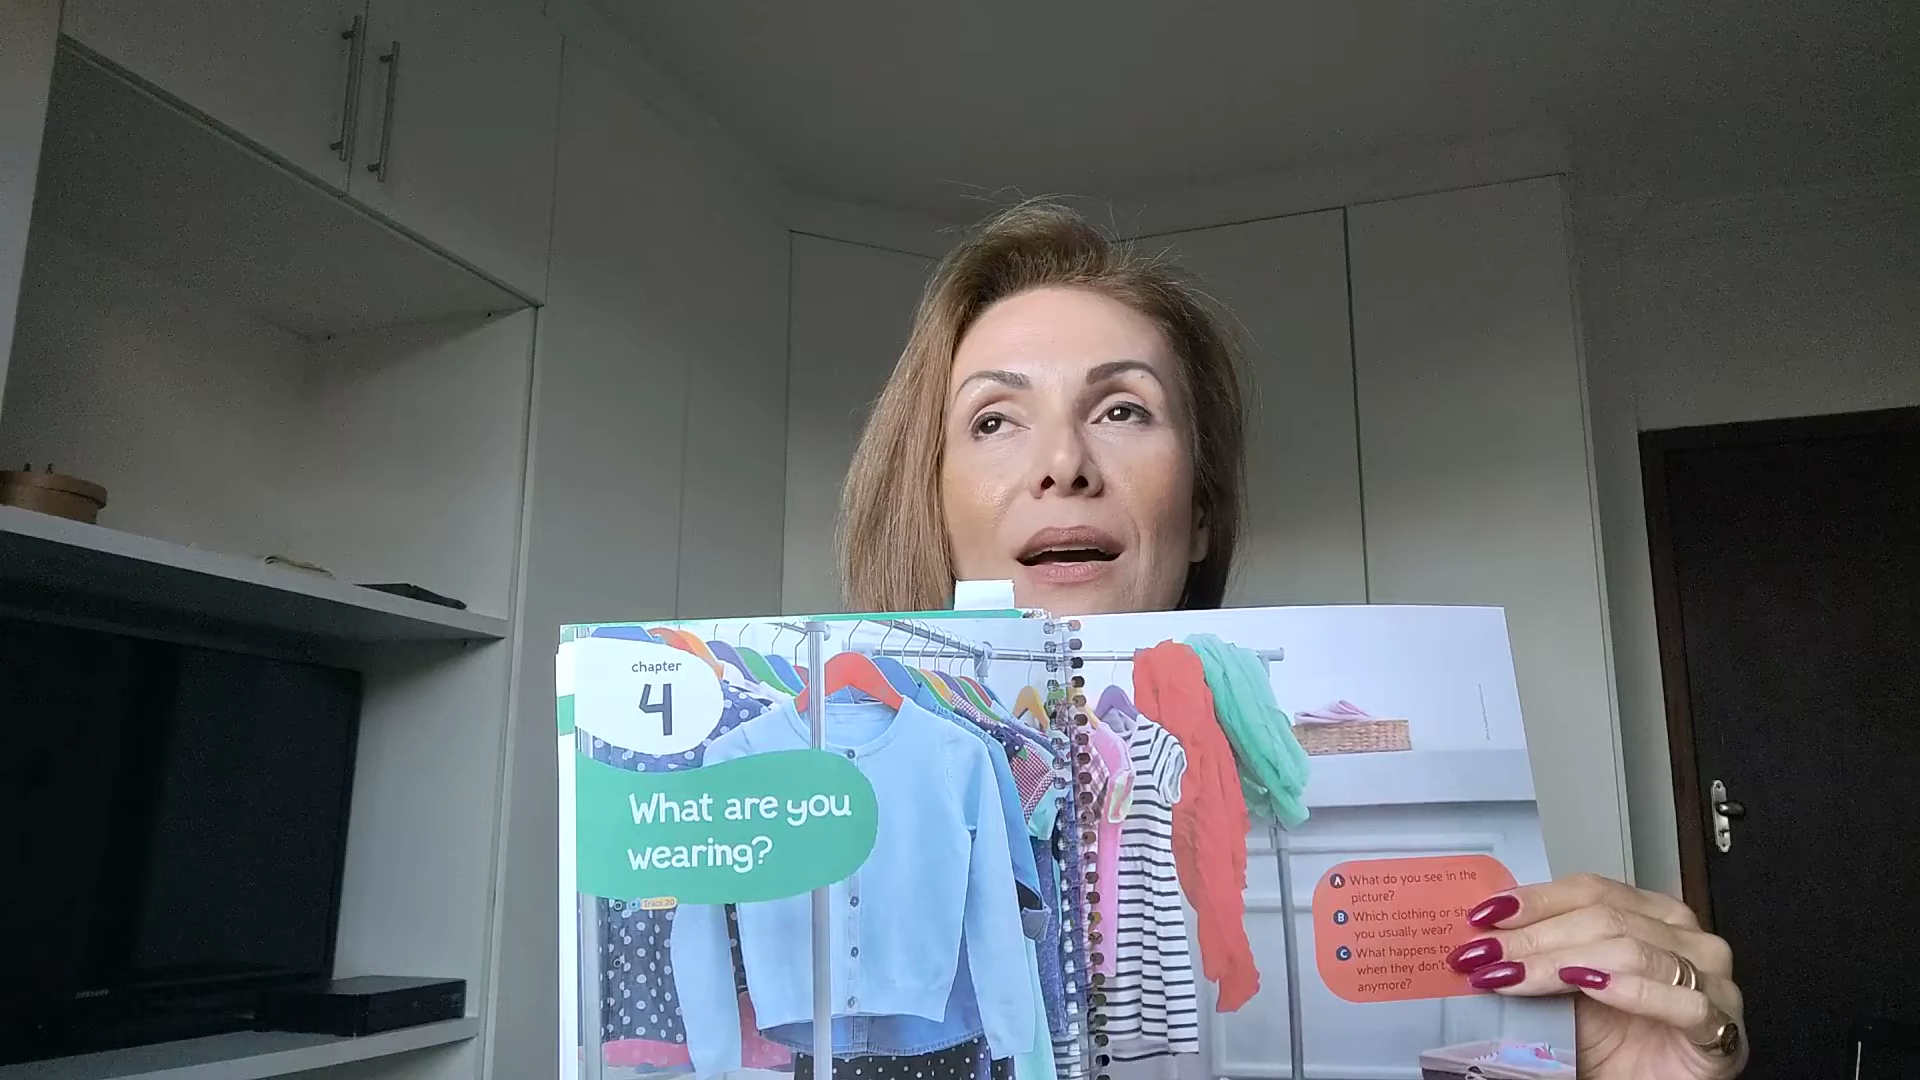 chapter
4
What are you
wearing?
Track 20
A What do you see in the
picture?
B Which clothing or
you usually wear?
C What happens to
when they don't
anymore?